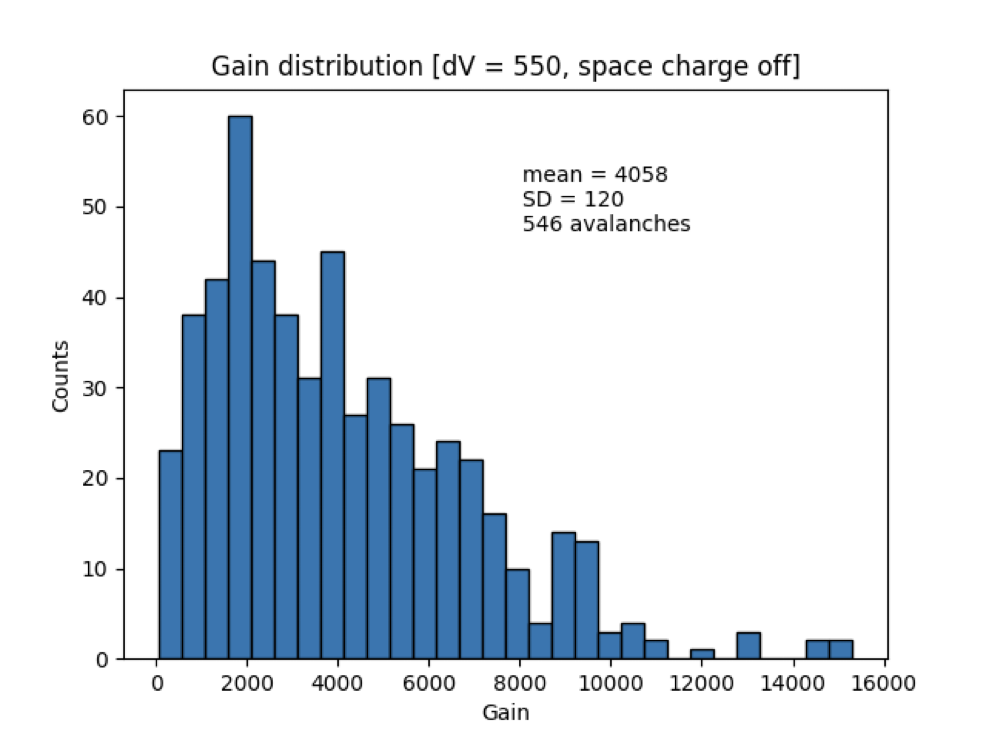 Gain distribution [dV = 550, space charge off]
mean = 4058
SD = 120
546 avalanches
60
50
40
30
20
10
0
Counts
0 2000 4000 6000 8000 10000 12000 14000 16000
Gain